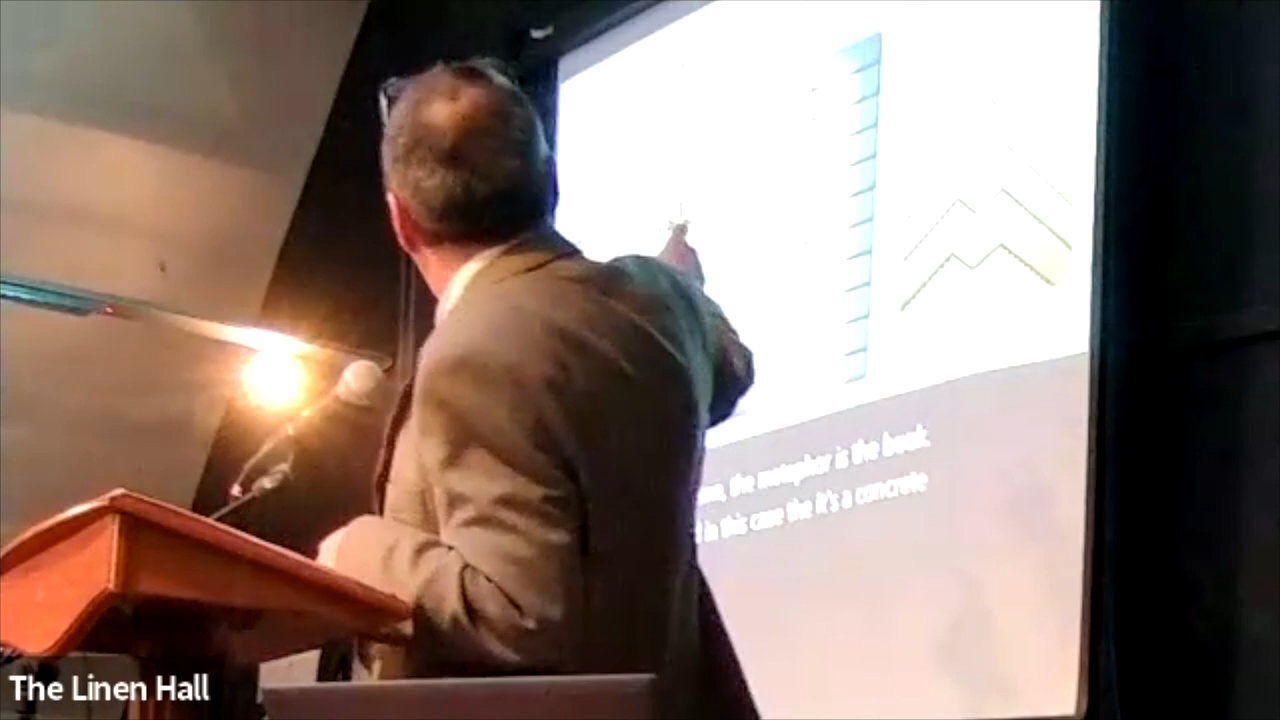 the metaphor is the book
in this case the it's a concrete
The Linen Hall